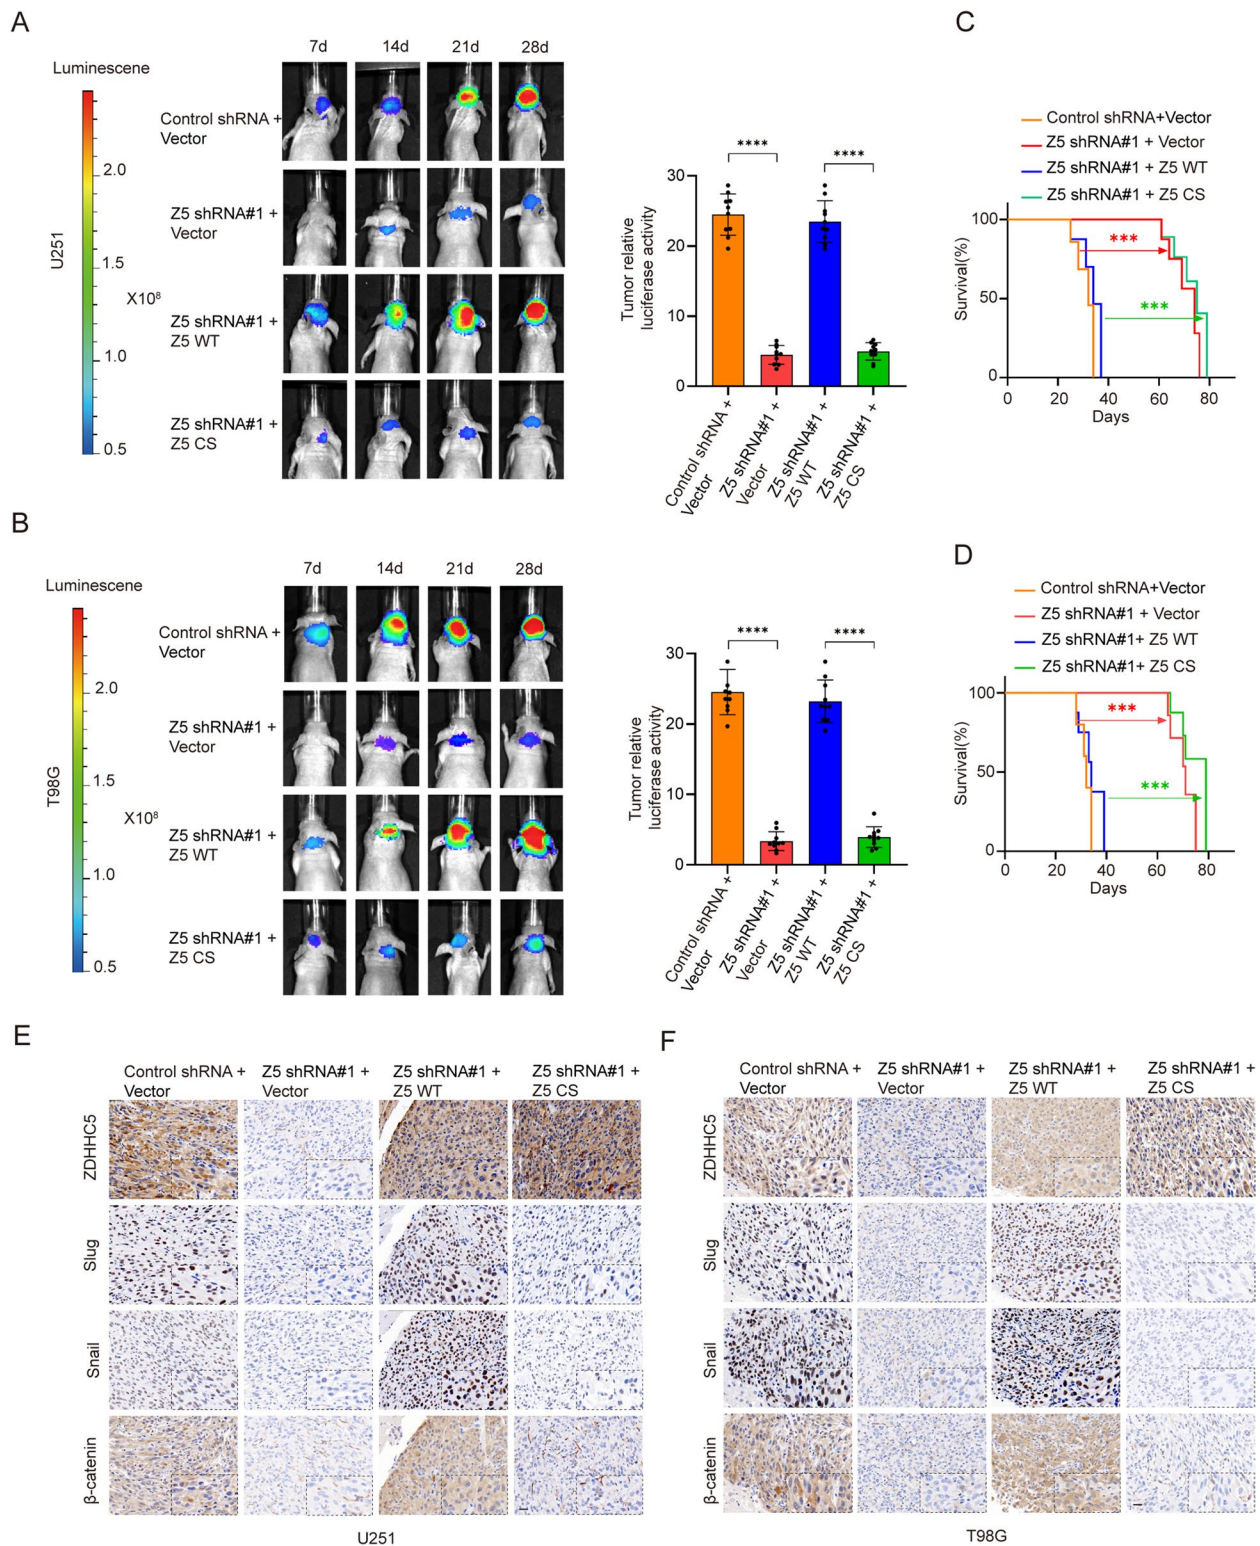 A
Luminescene
2.0
1.5
1.0
0.5
X10⁸
U251
7d 14d 21d 28d
Control shRNA +
Vector
Z5 shRNA#1 +
Vector
Z5 shRNA#1 +
Z5 WT
Z5 shRNA#1 +
Z5 CS
Tumor relative
luciferase activity
30
20
10
0
**** ****
Control shRNA +
Vector
Z5 shRNA#1 +
Vector
Z5 shRNA#1 +
Z5 WT
Z5 shRNA#1 +
Z5 CS
C
Control shRNA+Vector
Z5 shRNA#1 + Vector
Z5 shRNA#1 + Z5 WT
Z5 shRNA#1 + Z5 CS
Survival(%)
100
50
0
***
***
0 20 40 60 80
Days
B
Luminescene
2.0
1.5
1.0
0.5
X10⁸
T98G
7d 14d 21d 28d
Control shRNA +
Vector
Z5 shRNA#1 +
Vector
Z5 shRNA#1 +
Z5 WT
Z5 shRNA#1 +
Z5 CS
Tumor relative
luciferase activity
30
20
10
0
**** ****
Control shRNA +
Vector
Z5 shRNA#1 +
Vector
Z5 shRNA#1 +
Z5 WT
Z5 shRNA#1 +
Z5 CS
D
Control shRNA+Vector
Z5 shRNA#1 + Vector
Z5 shRNA#1+ Z5 WT
Z5 shRNA#1+ Z5 CS
Survival(%)
100
50
0
***
***
0 20 40 60 80
Days
E
Control shRNA +
Vector
Z5 shRNA#1 +
Vector
Z5 shRNA#1 +
Z5 WT
Z5 shRNA#1 +
Z5 CS
ZDHHC5
Slug
Snail
β-catenin
U251
F
Control shRNA +
Vector
Z5 shRNA#1 +
Vector
Z5 shRNA#1 +
Z5 WT
Z5 shRNA#1 +
Z5 CS
ZDHHC5
Slug
Snail
β-catenin
T98G